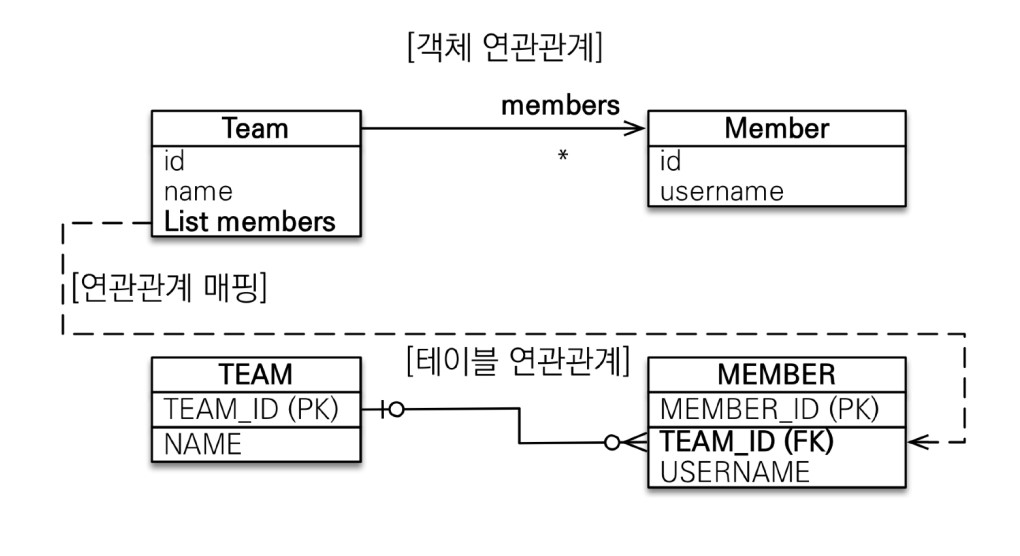 [객체 연관관계]
members
Team
Member
*
id
name
List members
id
username
[연관관계 매핑]
[테이블 연관관계]
TEAM
TEAM_ID (PK)
NAME
MEMBER
MEMBER_ID (PK)
TEAM_ID (FK)
USERNAME